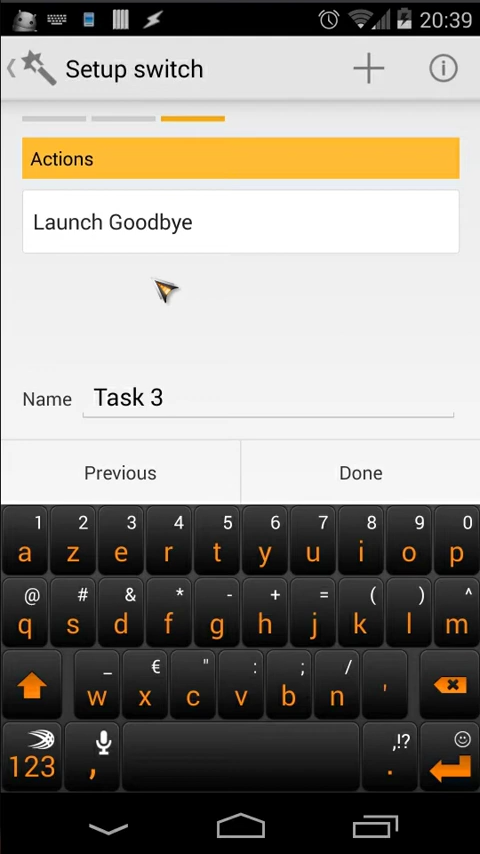 20:39
Setup switch
Actions
Launch Goodbye
Name Task 3
Previous Done
1 2 3 4 5 6 7 8 9 0
a z e r t y u i o p
@ # & * - + = ( ) ^
q s d f g h j k l m
_ € " : ; /
w x c v b n '
,!?
123 , .